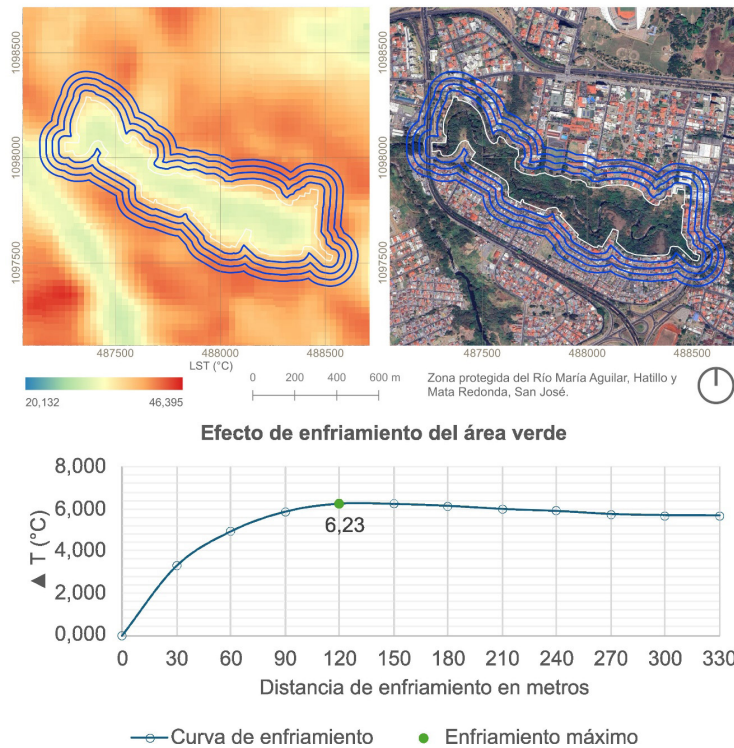 1098500
1098000
1097500
487500
488000
488500
LST (°C)
20,132
46,395
0
200
400
600 m
1098500
1098000
1097500
487500
488000
488500
Zona protegida del Río María Aguilar, Hatillo y
Mata Redonda, San José.
Efecto de enfriamiento del área verde
8,000
6,000
4,000
2,000
0,000
▲ T (°C)
6,23
0 30 60 90 120 150 180 210 240 270 300 330
Distancia de enfriamiento en metros
Curva de enfriamiento
Enfriamiento máximo